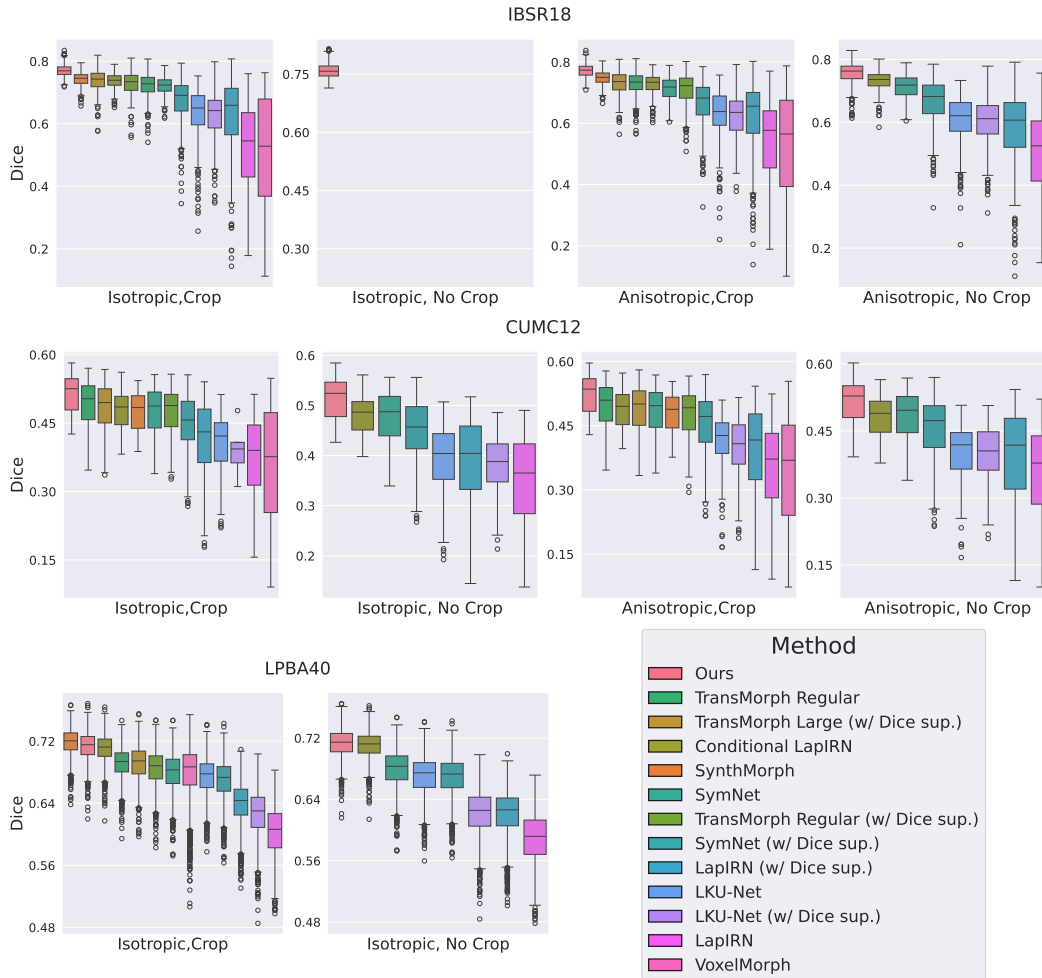 IBSR18
Dice
0.8
0.6
0.4
0.2
Isotropic,Crop
0.75
0.60
0.45
0.30
Isotropic, No Crop
0.8
0.6
0.4
0.2
Anisotropic,Crop
0.8
0.6
0.4
0.2
Anisotropic, No Crop
CUMC12
Dice
0.60
0.45
0.30
0.15
Isotropic,Crop
0.6
0.5
0.4
0.3
0.2
Isotropic, No Crop
0.60
0.45
0.30
0.15
Anisotropic,Crop
0.60
0.45
0.30
0.15
Anisotropic, No Crop
LPBA40
Dice
0.72
0.64
0.56
0.48
Isotropic,Crop
0.72
0.64
0.56
0.48
Isotropic, No Crop
Method
Ours
TransMorph Regular
TransMorph Large (w/ Dice sup.)
Conditional LapIRN
SynthMorph
SymNet
TransMorph Regular (w/ Dice sup.)
SymNet (w/ Dice sup.)
LapIRN (w/ Dice sup.)
LKU-Net
LKU-Net (w/ Dice sup.)
LapIRN
VoxelMorph